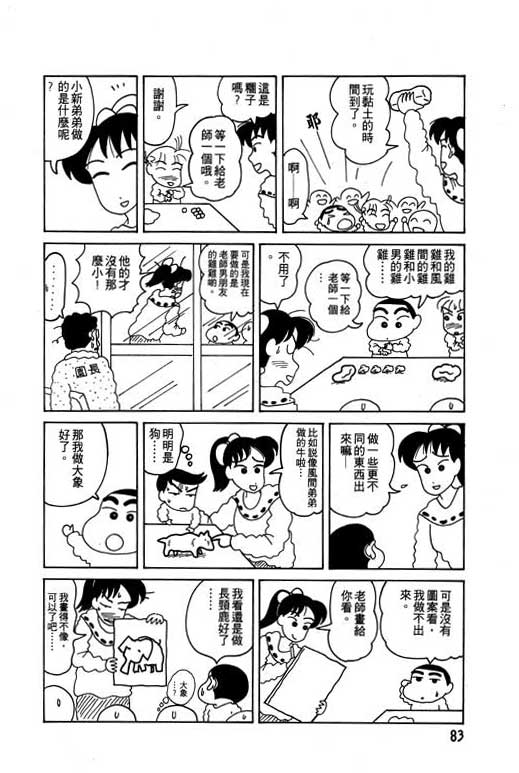 玩黏土的時
間到了。
耶
啊
啊
……
這是
糰子
嗎？
謝謝。
等一下給老
師一個哦。
小新弟弟做
的是什麼呢
？
我的雞
雞和風
間的雞
雞和小
男的雞
雞……
等一下給
老師一個
……
不用了
。
可是我現在
要做的是
老師男朋友
的雞雞喲。
他的才
沒有那
麼小！
園長
做一些更不
同的東西出
來嘛——
比如説像風間弟弟
做的牛啦…
明明是
狗……
那我做大象
好了。
可是沒有
圖案看，
我做不出
來。
老師畫給
你看。
我看還是做
長頸鹿好了
……
大象
…？
我畫得不像，
可以了吧……
83